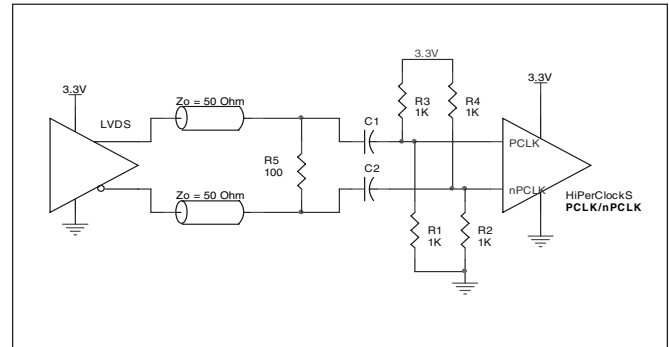 3.3V
LVDS
Zo = 50 Ohm
Zo = 50 Ohm
R5
100
C1
C2
3.3V
R3
1K
R4
1K
R1
1K
R2
1K
3.3V
PCLK
nPCLK
HiPerClockS
PCLK/nPCLK